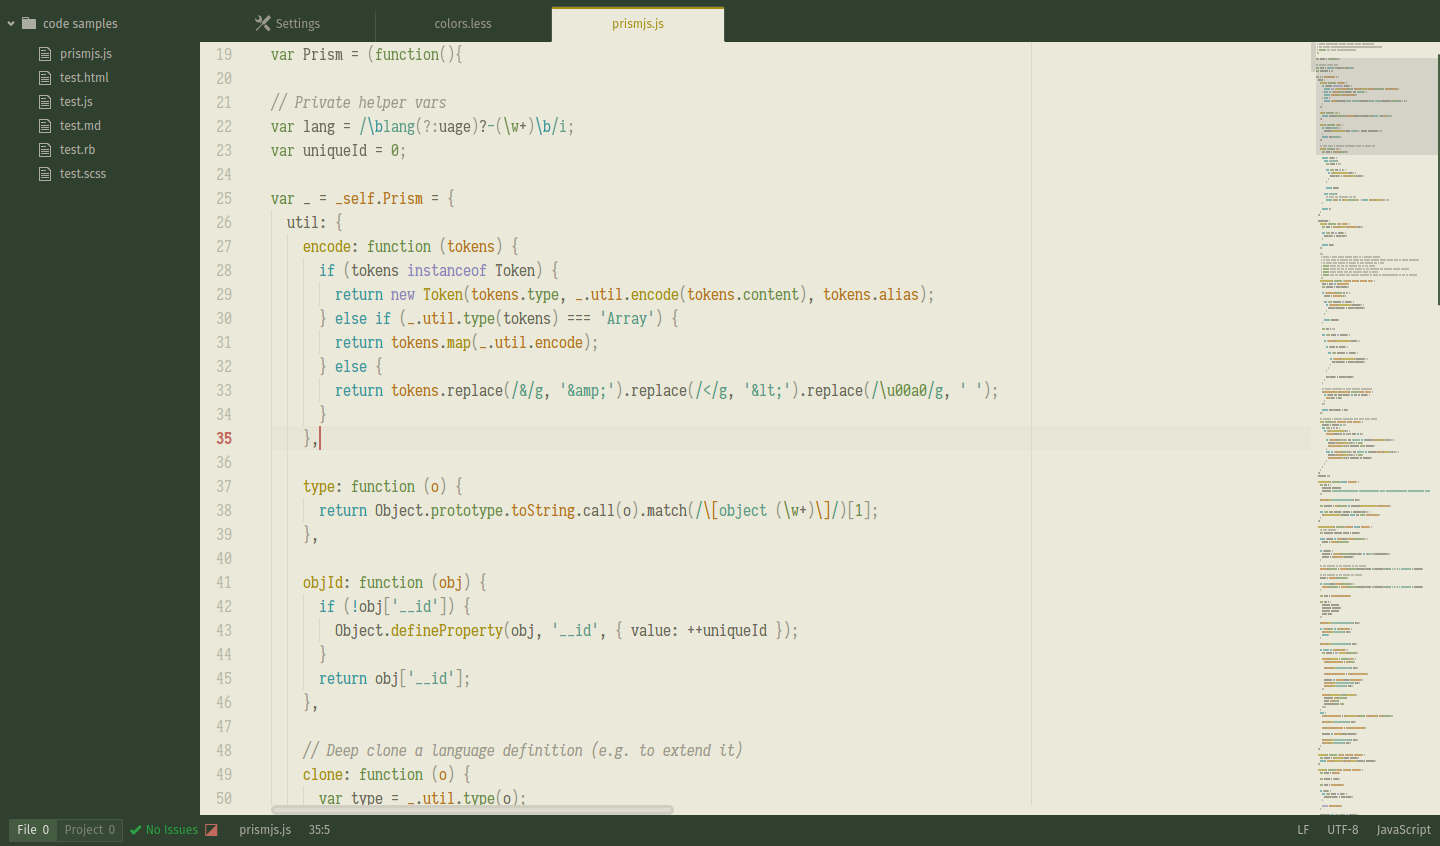 code samples
prismjs.js
test.html
test.js
test.md
test.rb
test.scss
Settings
colors.less
prismjs.js
19 var Prism = (function(){
20
21 // Private helper vars
22 var lang = /\blang(?:uage)?-(\w+)\b/i;
23 var uniqueId = 0;
24
25 var _ = _self.Prism = {
26 util: {
27 encode: function (tokens) {
28 if (tokens instanceof Token) {
29 return new Token(tokens.type, _.util.encode(tokens.content), tokens.alias);
30 } else if (_.util.type(tokens) === 'Array') {
31 return tokens.map(_.util.encode);
32 } else {
33 return tokens.replace(/&/g, '&amp;').replace(/</g, '&lt;').replace(/\u00a0/g, ' ');
34 }
35 },
36
37 type: function (o) {
38 return Object.prototype.toString.call(o).match(/\[object (\w+)\]/)[1];
39 },
40
41 objId: function (obj) {
42 if (!obj['__id']) {
43 Object.defineProperty(obj, '__id', { value: ++uniqueId });
44 }
45 return obj['__id'];
46 },
47
48 // Deep clone a language definition (e.g. to extend it)
49 clone: function (o) {
50 var type = _.util.type(o);
File 0 Project 0 No Issues prismjs.js 35:5 LF UTF-8 JavaScript